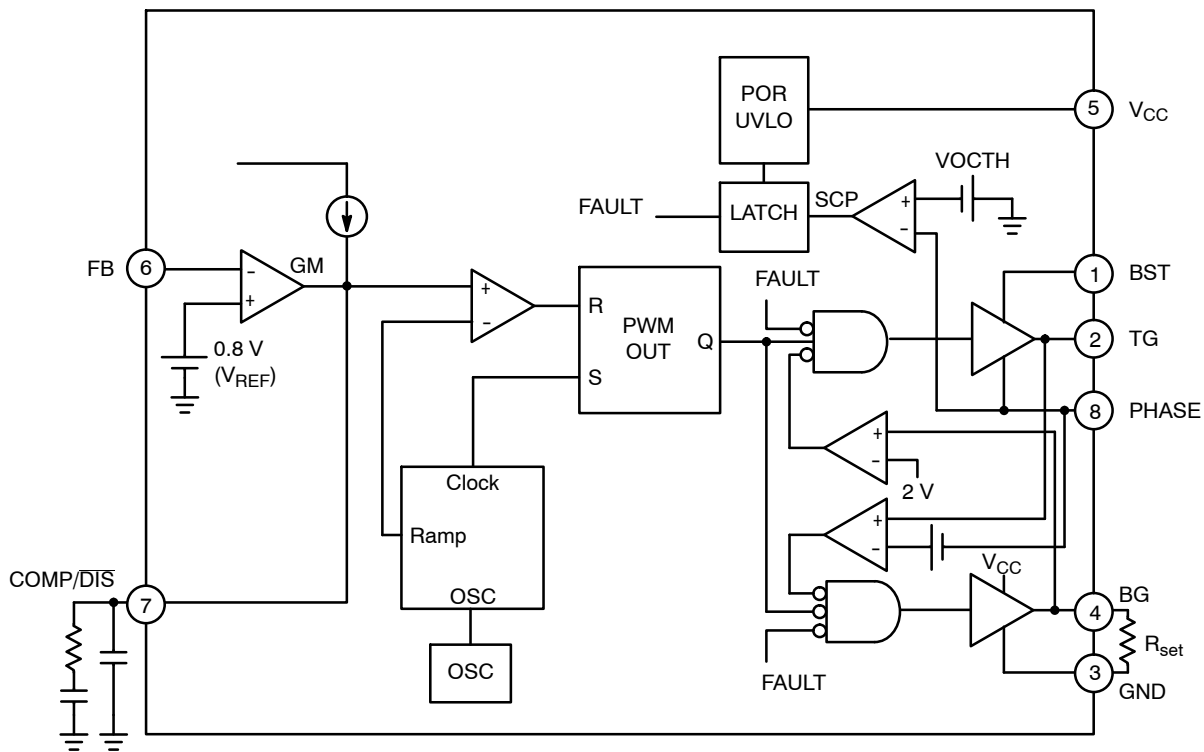 POR
UVLO
5
V_CC
VOCTH
FAULT
LATCH
SCP
+
-
FB
6
-
+
GM
0.8 V
(V_REF)
+
-
R
PWM
OUT
Q
S
FAULT
1
BST
2
TG
8
PHASE
+
-
2 V
Clock
Ramp
OSC
OSC
+
-
V_CC
COMP/D̅I̅S̅
7
BG
4
R_set
3
GND
FAULT